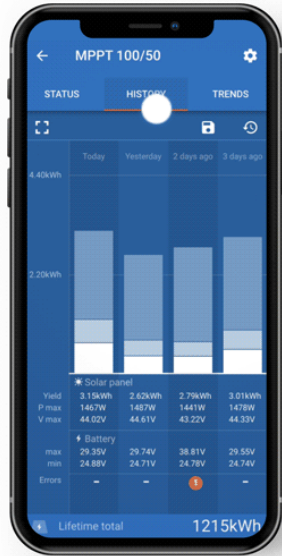 MPPT 100/50
STATUS HISTORY TRENDS
Today Yesterday 2 days ago 3 days ago
4.40kWh
2.20kWh
Solar panel
Yield 3.15kWh 2.62kWh 2.79kWh 3.01kWh
P max 1467W 1487W 1441W 1478W
V max 44.02V 44.61V 43.22V 44.33V
Battery
max 29.35V 29.74V 38.81V 29.55V
min 24.88V 24.71V 24.78V 24.74V
Errors – – –
Lifetime total 1215kWh